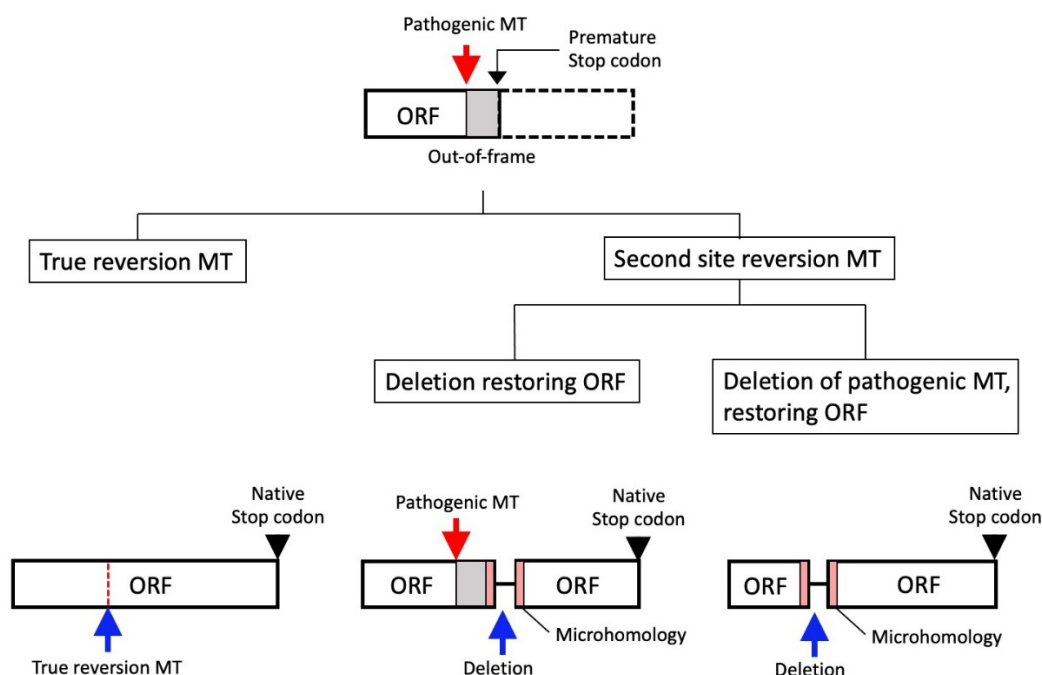 Pathogenic MT
Premature
Stop codon
ORF
Out-of-frame
True reversion MT
Second site reversion MT
Deletion restoring ORF
Deletion of pathogenic MT,
restoring ORF
Native
Stop codon
ORF
True reversion MT
Pathogenic MT
Native
Stop codon
ORF
ORF
Microhomology
Deletion
Native
Stop codon
ORF
ORF
Microhomology
Deletion